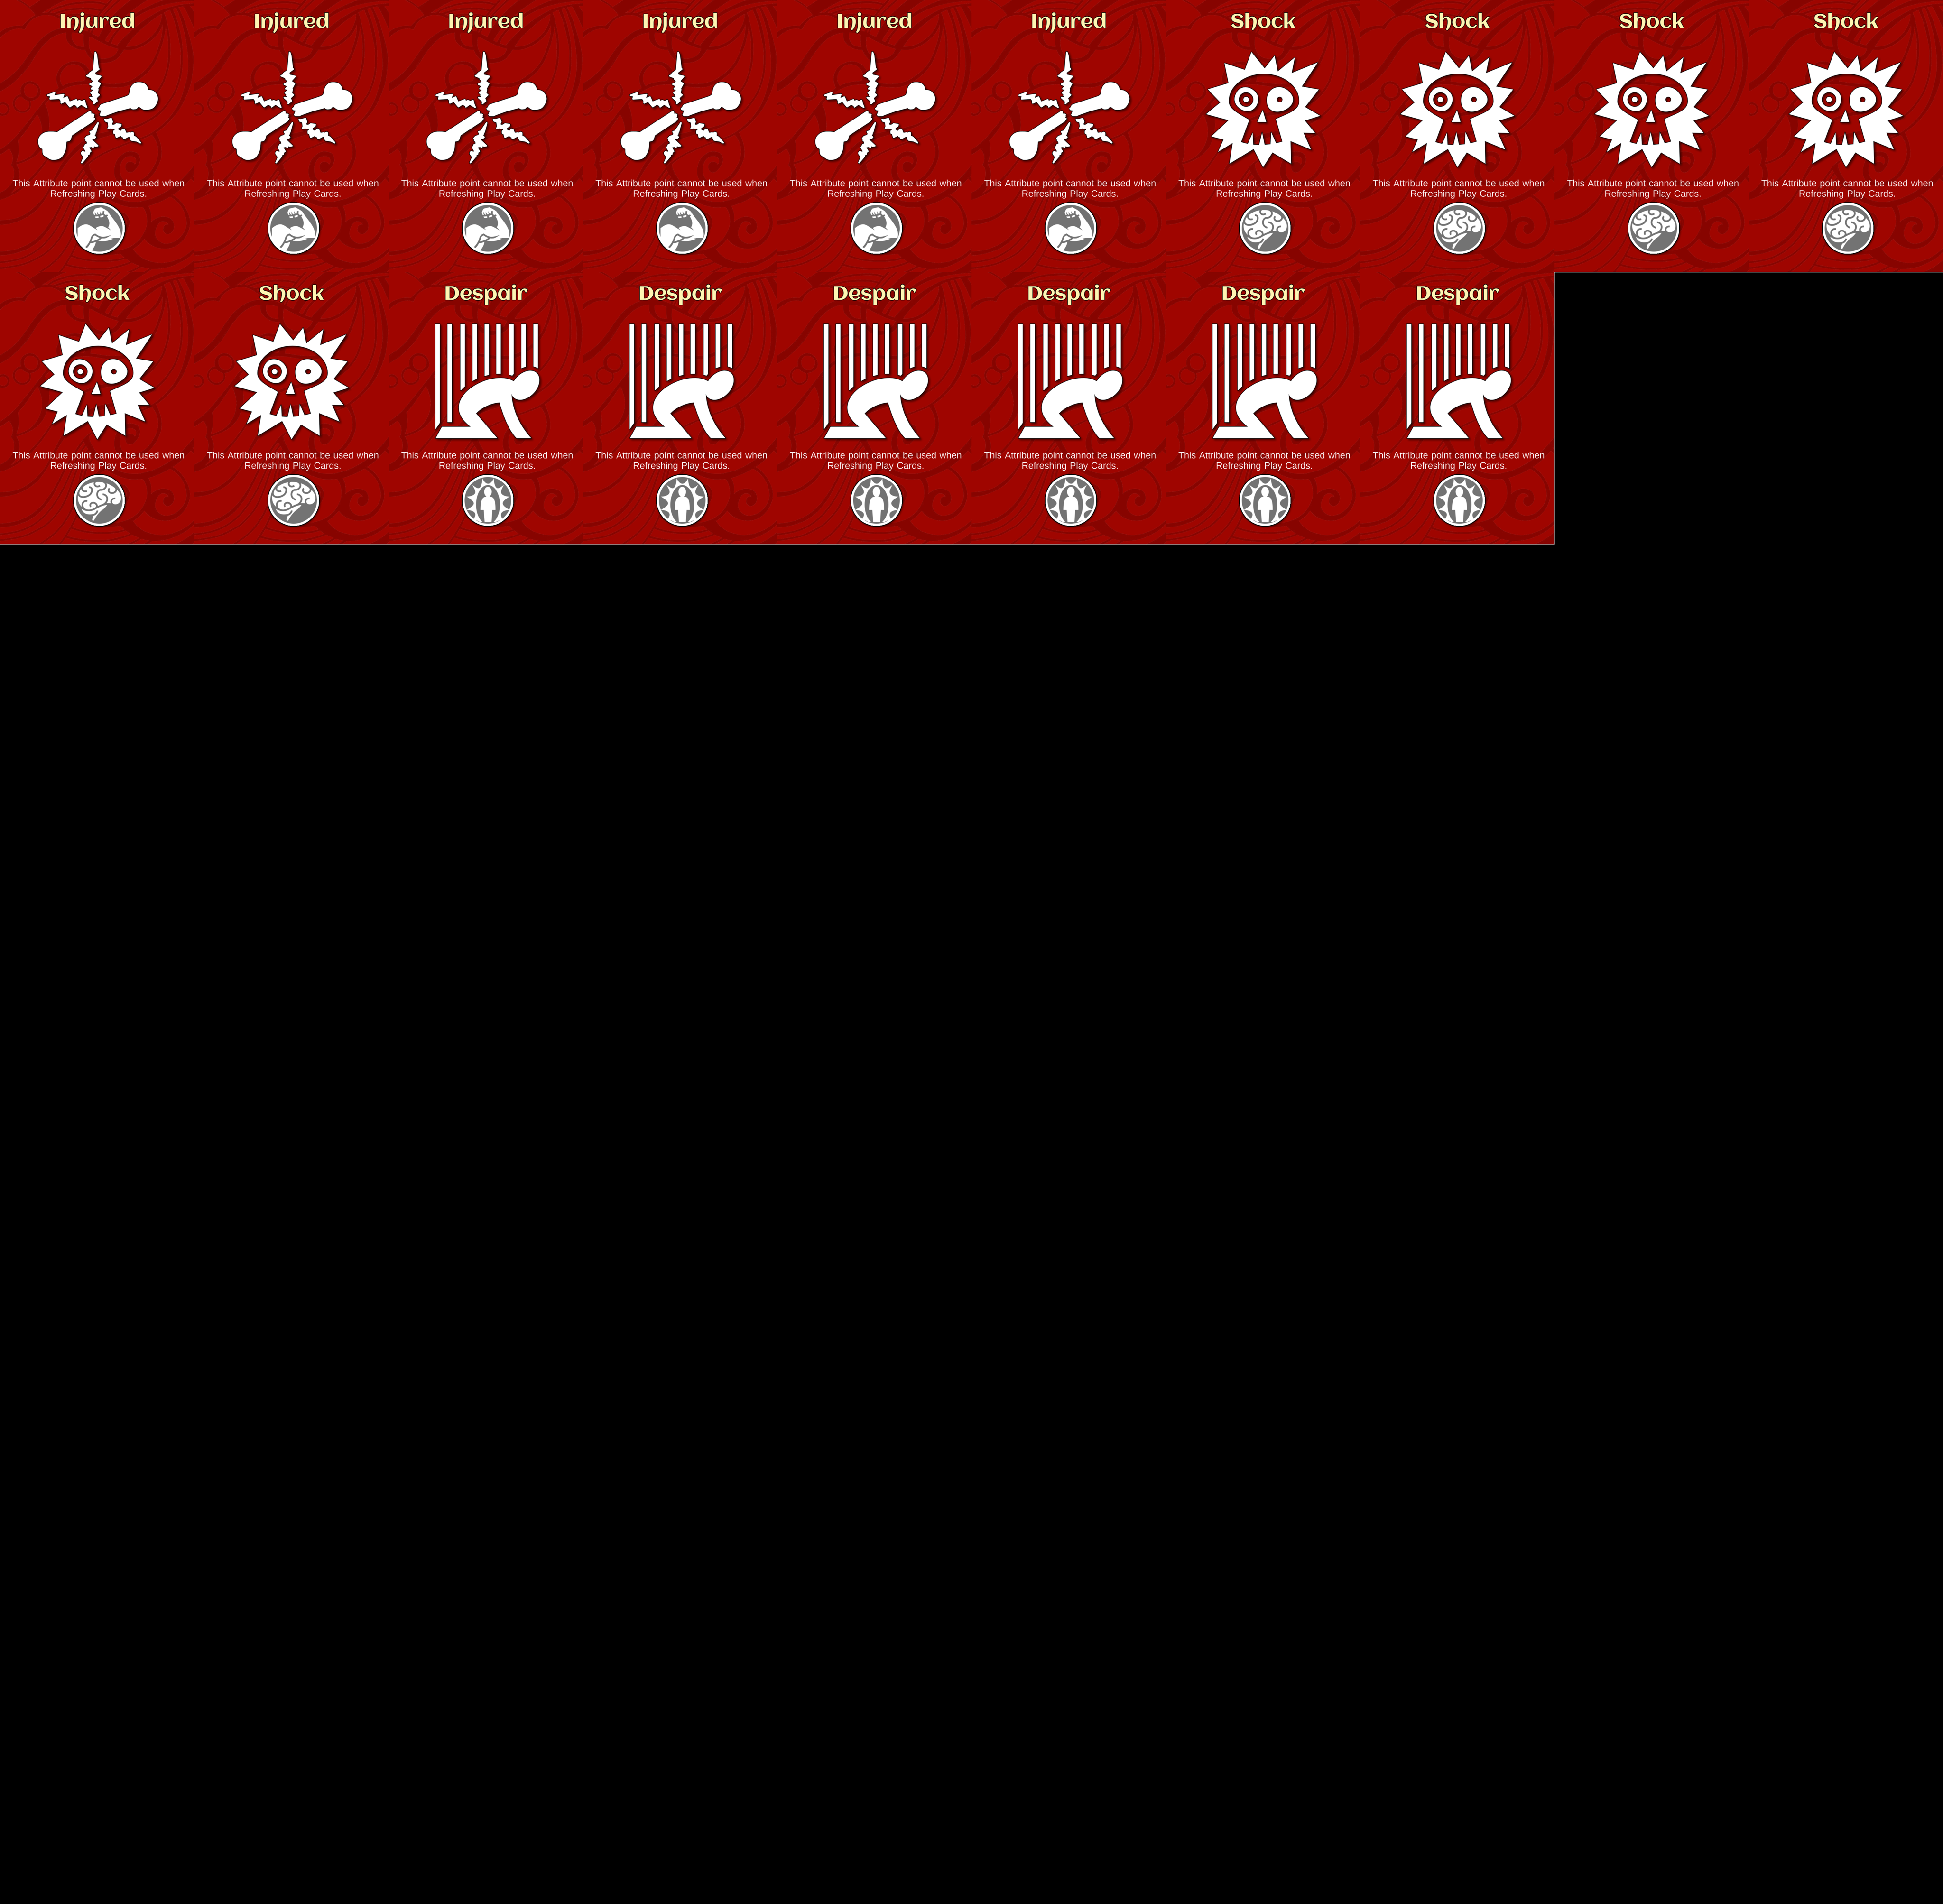 Injured
This Attribute point cannot be used when
Refreshing Play Cards.
Injured
This Attribute point cannot be used when
Refreshing Play Cards.
Injured
This Attribute point cannot be used when
Refreshing Play Cards.
Injured
This Attribute point cannot be used when
Refreshing Play Cards.
Injured
This Attribute point cannot be used when
Refreshing Play Cards.
Injured
This Attribute point cannot be used when
Refreshing Play Cards.
Shock
This Attribute point cannot be used when
Refreshing Play Cards.
Shock
This Attribute point cannot be used when
Refreshing Play Cards.
Shock
This Attribute point cannot be used when
Refreshing Play Cards.
Shock
This Attribute point cannot be used when
Refreshing Play Cards.
Shock
This Attribute point cannot be used when
Refreshing Play Cards.
Shock
This Attribute point cannot be used when
Refreshing Play Cards.
Despair
This Attribute point cannot be used when
Refreshing Play Cards.
Despair
This Attribute point cannot be used when
Refreshing Play Cards.
Despair
This Attribute point cannot be used when
Refreshing Play Cards.
Despair
This Attribute point cannot be used when
Refreshing Play Cards.
Despair
This Attribute point cannot be used when
Refreshing Play Cards.
Despair
This Attribute point cannot be used when
Refreshing Play Cards.